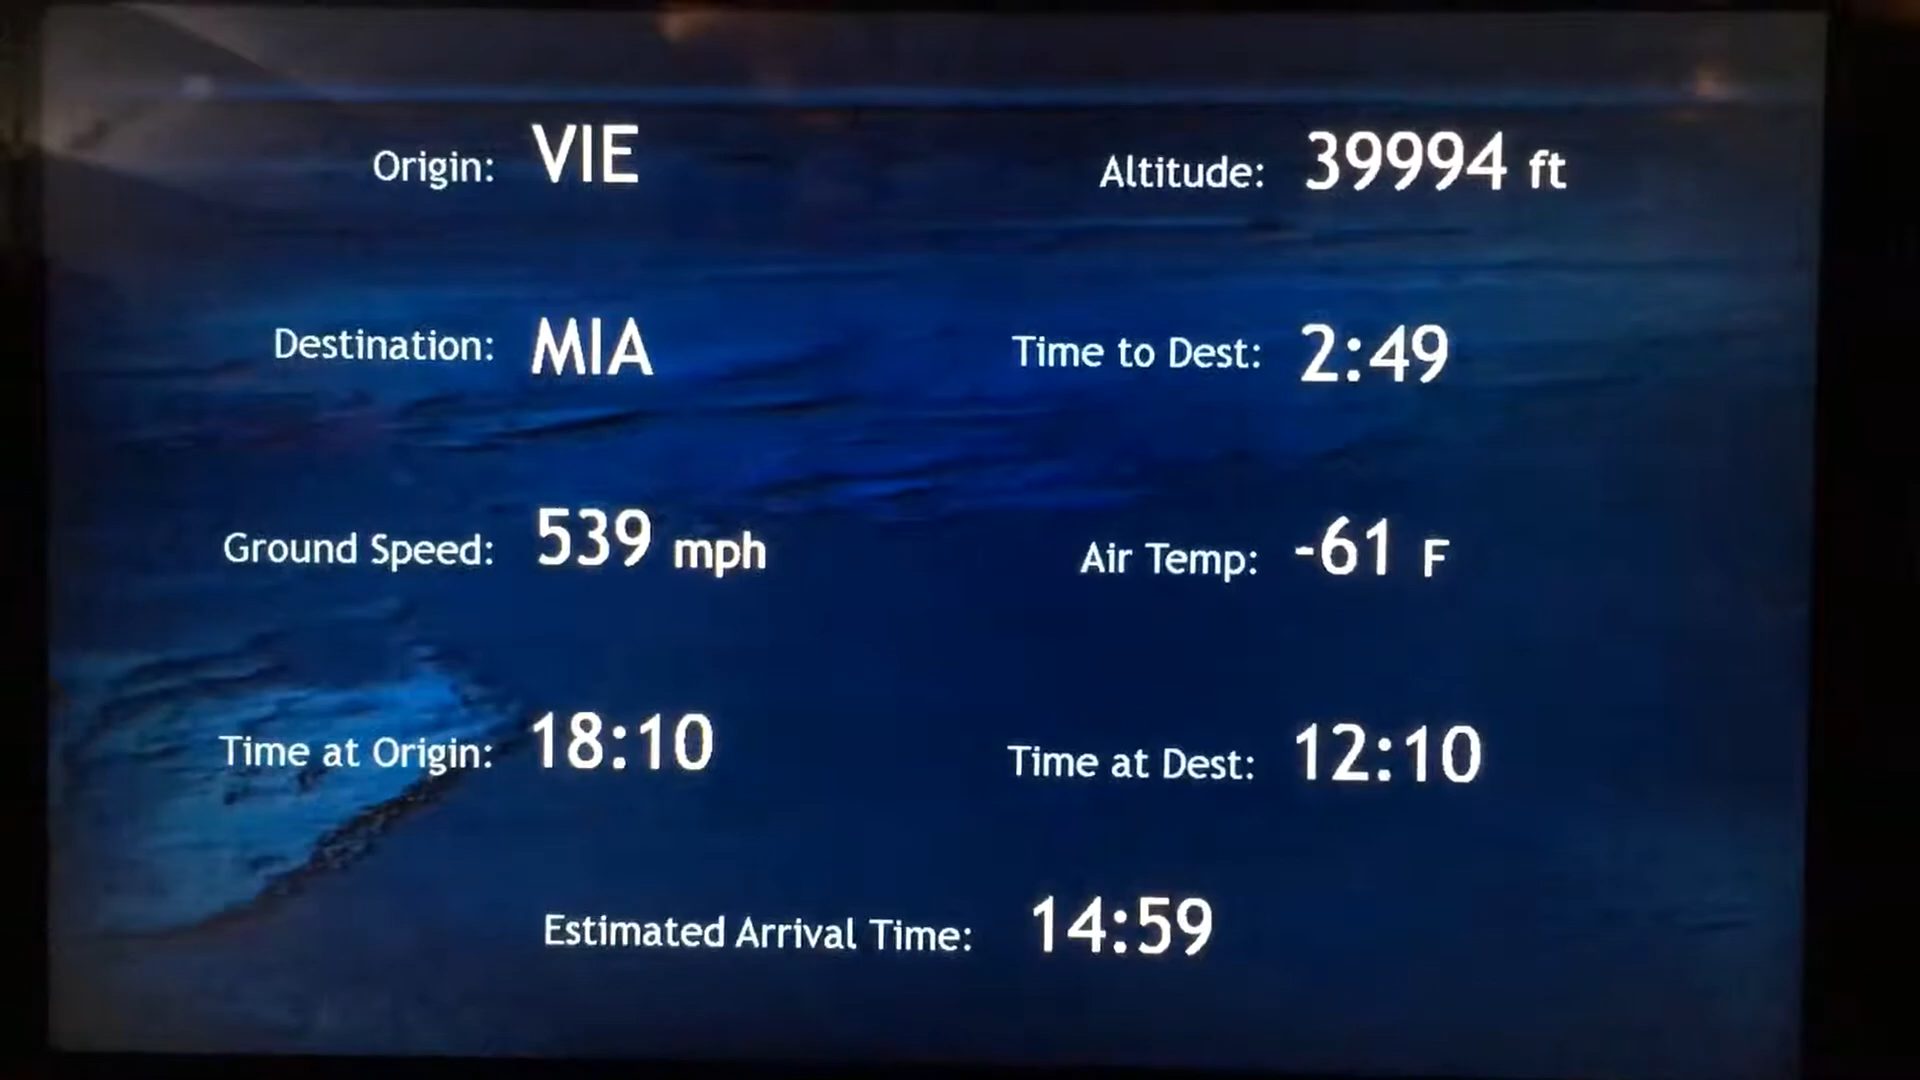 Origin: VIE
Altitude: 39994 ft
Destination: MIA
Time to Dest: 2:49
Ground Speed: 539 mph
Air Temp: -61 F
Time at Origin: 18:10
Time at Dest: 12:10
Estimated Arrival Time: 14:59